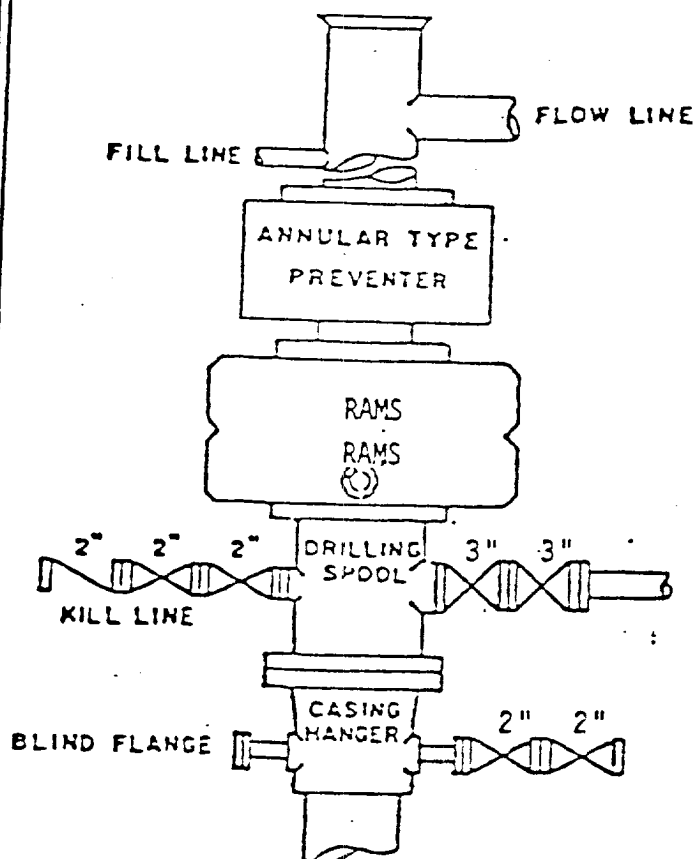 FLOW LINE
FILL LINE
ANNULAR TYPE
PREVENTER
RAMS
RAMS
2" 2" 2"
DRILLING
SPOOL
3" 3"
KILL LINE
CASING
HANGER
2" 2"
BLIND FLANGE